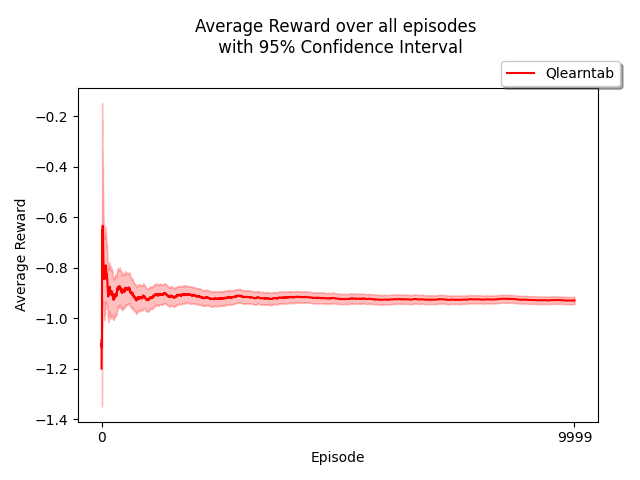 Average Reward over all episodes
with 95% Confidence Interval
Qlearntab
−0.2
−0.4
−0.6
−0.8
−1.0
−1.2
−1.4
Average Reward
0
9999
Episode